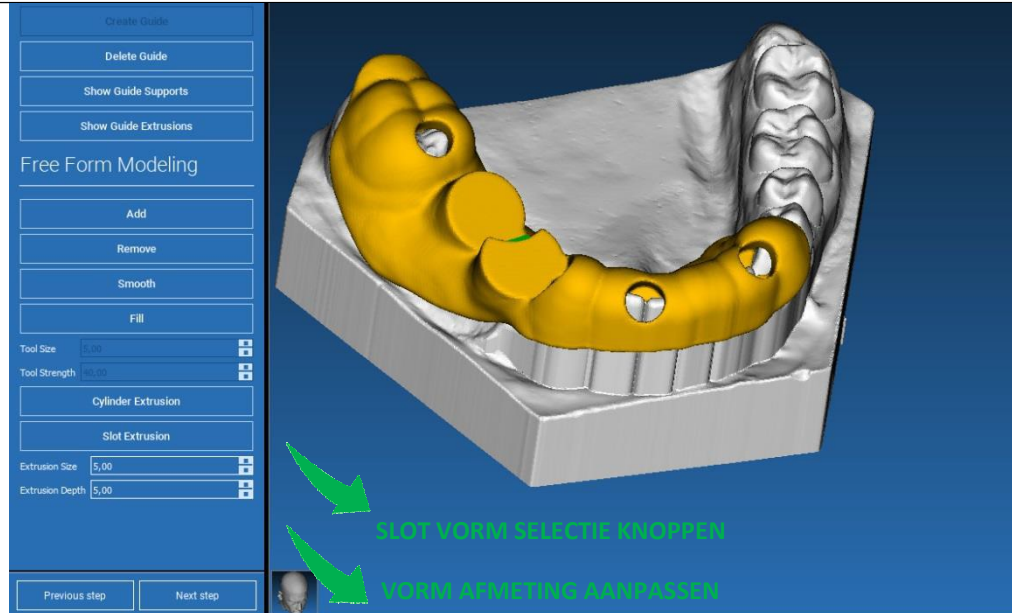 Create Guide
Delete Guide
Show Guide Supports
Show Guide Extrusions
Free Form Modeling
Add
Remove
Smooth
Fill
Tool Size 5,00
Tool Strength 40,00
Cylinder Extrusion
Slot Extrusion
Extrusion Size 5,00
Extrusion Depth 5,00
SLOT VORM SELECTIE KNOPPEN
VORM AFMETING AANPASSEN
Previous step Next step